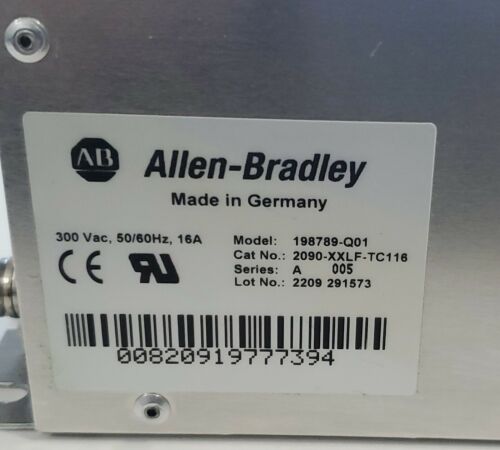 AB Allen-Bradley
Made in Germany
300 Vac, 50/60Hz, 16A
Model: 198789-Q01
Cat No.: 2090-XXLF-TC116
Series: A 005
Lot No.: 2209 291573
CE RU
00820919777394